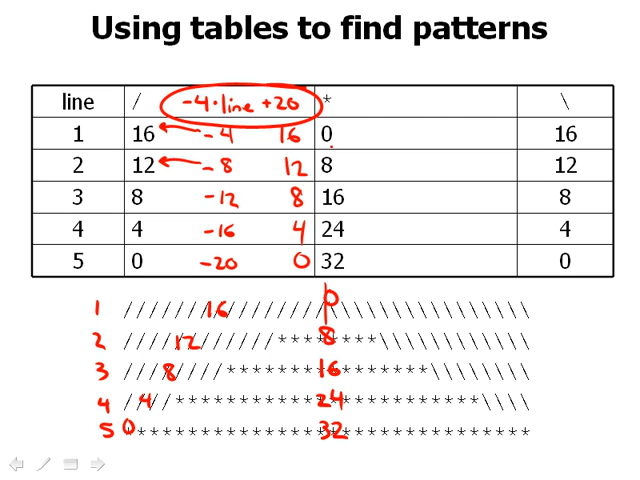 Using tables to find patterns
line / -4·line +20 * \
1 16 -4 16 0 16
2 12 -8 12 8 12
3 8 -12 8 16 8
4 4 -16 4 24 4
5 0 -20 0 32 0
1 ////////////////\\\\\\\\\\\\\\\\ 16 0
2 ////////////********\\\\\\\\\\\\ 12 8
3 ////////****************\\\\\\\\ 8 16
4 ////************************\\\\ 4 24
5 ******************************** 0 32